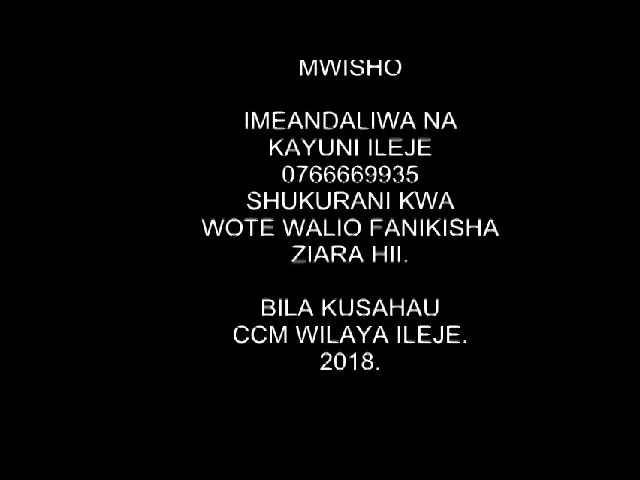 MWISHO
IMEANDALIWA NA
KAYUNI ILEJE
0766669935
SHUKURANI KWA
WOTE WALIO FANIKISHA
ZIARA HII.
BILA KUSAHAU
CCM WILAYA ILEJE.
2018.